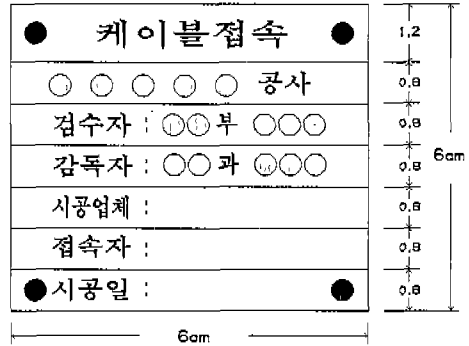 ● 케이블접속 ●
○○○○○ 공사
검수자 : ○○부 ○○○
감독자 : ○○과 ○○○
시공업체 :
접속자 :
● 시공일 : ●
1,2
0,8
0,8
0,8
0,8
0,8
0,8
6cm
6cm